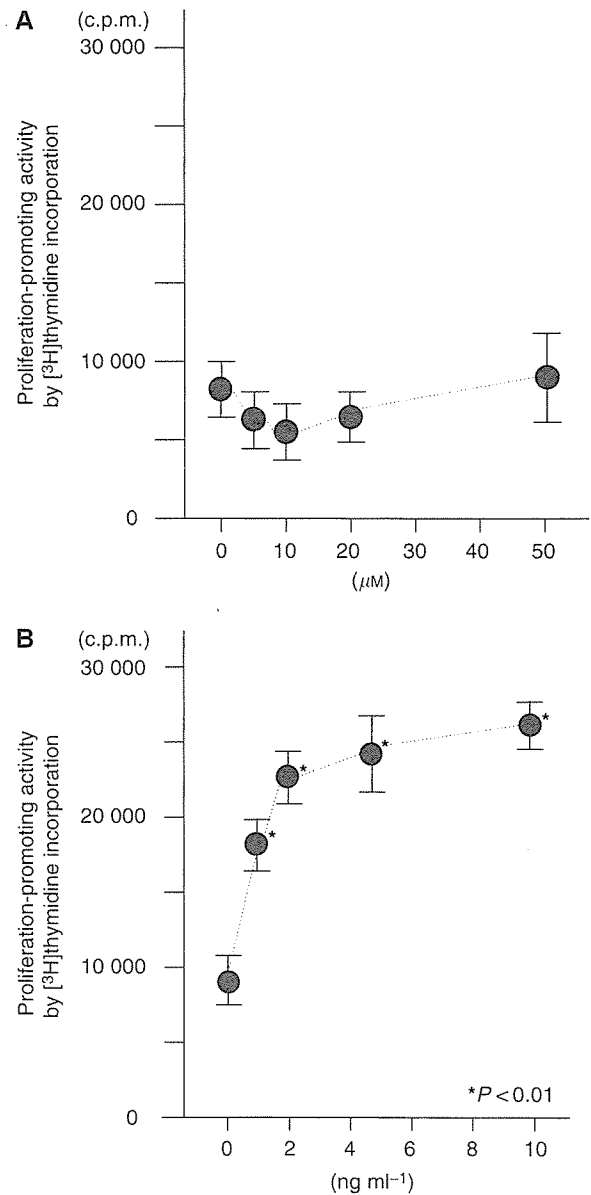 A
(c.p.m.)
30 000
20 000
10 000
0
Proliferation-promoting activity
by [³H]thymidine incorporation
0 10 20 30 40 50
(μM)
B
(c.p.m.)
30 000
20 000
10 000
0
Proliferation-promoting activity
by [³H]thymidine incorporation
*
*
*
*
*P<0.01
0 2 4 6 8 10
(ng ml⁻¹)